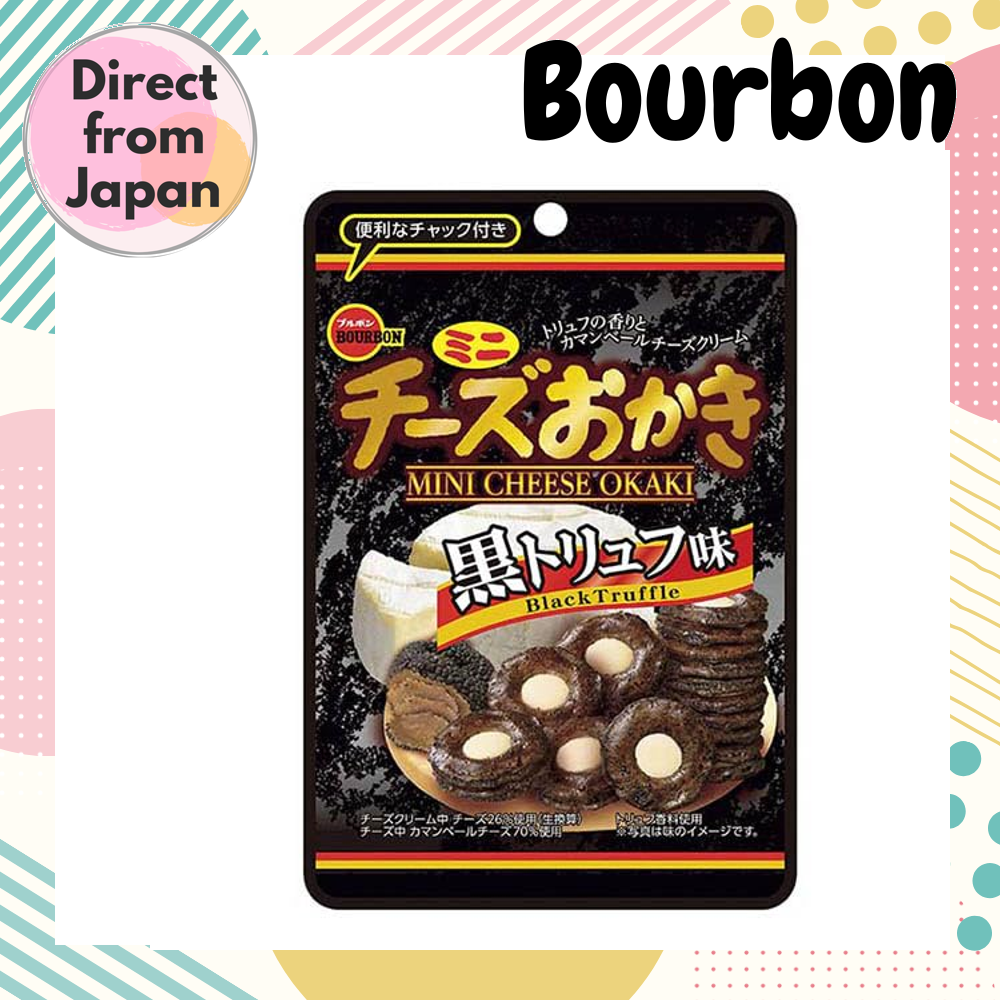 Direct
from
Japan
Bourbon
便利なチャック付き
ブルボン
BOURBON
ミニ
トリュフの香りと
カマンベールチーズクリーム
チーズおかき
MINI CHEESE OKAKI
黒トリュフ味
Black Truffle
チーズクリーム中 チーズ26%使用(生換算)
チーズ中 カマンベールチーズ70%使用
トリュフ香料使用
※写真は味のイメージです。